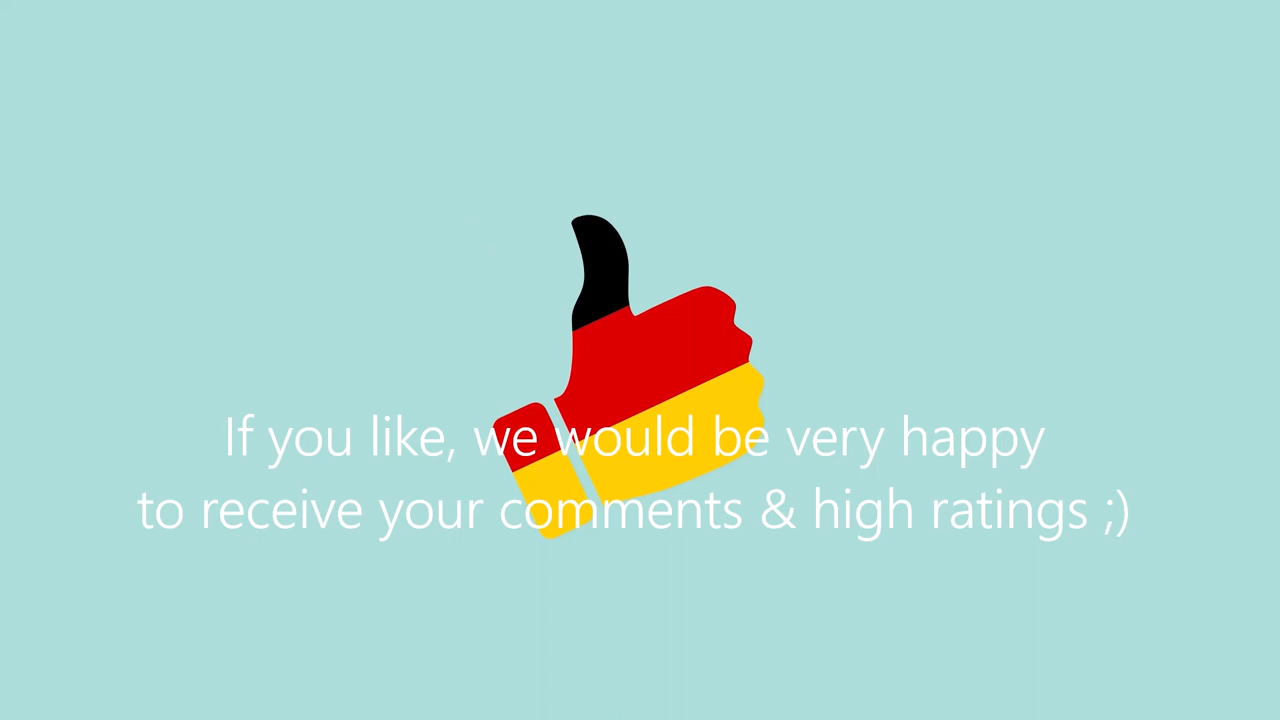 If you like, we would be very happy
to receive your comments & high ratings ;)